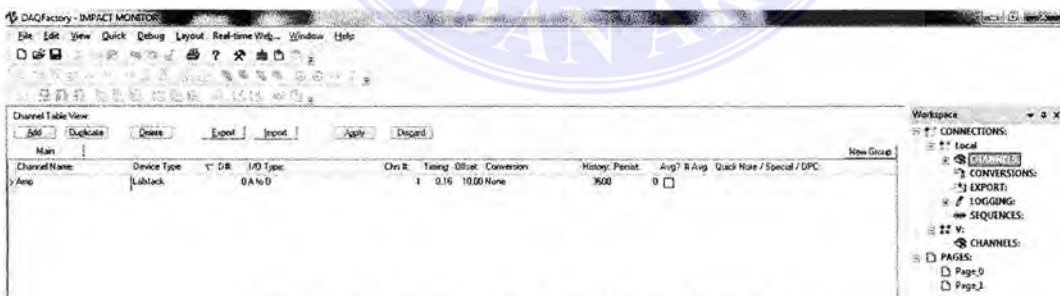 DAQFactory - IMPACT MONITOR
File Edit View Quick Debug Layout Real-time Web... Window Help
Channel Table View:
Add Duplicate Delete Export Import Apply Discard
Main New Group
Channel Name: Device Type: D#: I/O Type: Chn #: Timing Offset Conversion: History: Persist: Avg? # Avg Quick Note / Special / OPC:
Amp LabJack 0 A to D 1 0.16 10.00 None 3600 0
Workspace
CONNECTIONS:
Local
CHANNELS:
CONVERSIONS:
EXPORT:
LOGGING:
SEQUENCES:
V:
CHANNELS:
PAGES:
Page_0
Page_1